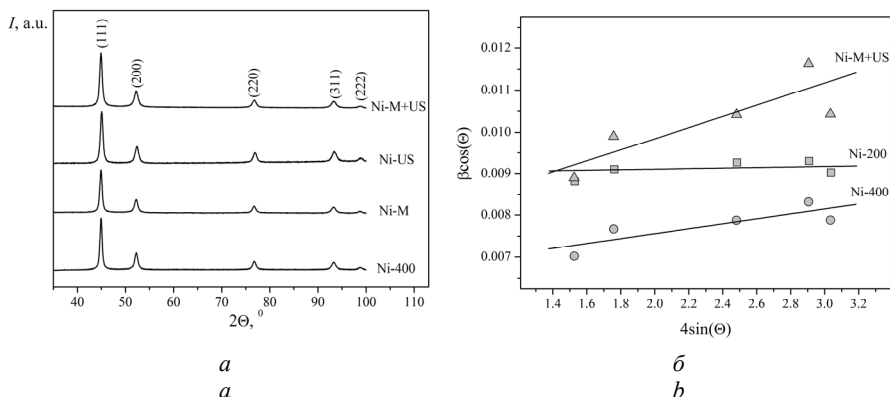 I, a.u.
(111)
(200)
(220)
(311)
(222)
Ni-M+US
Ni-US
Ni-M
Ni-400
40 50 60 70 80 90 100
2Θ, 0
0.012
0.011
0.010
0.009
0.008
0.007
βcos(Θ)
Ni-M+US
Ni-200
Ni-400
1.4 1.6 1.8 2.0 2.2 2.4 2.6 2.8 3.0 3.2
4sin(Θ)
а б
a b